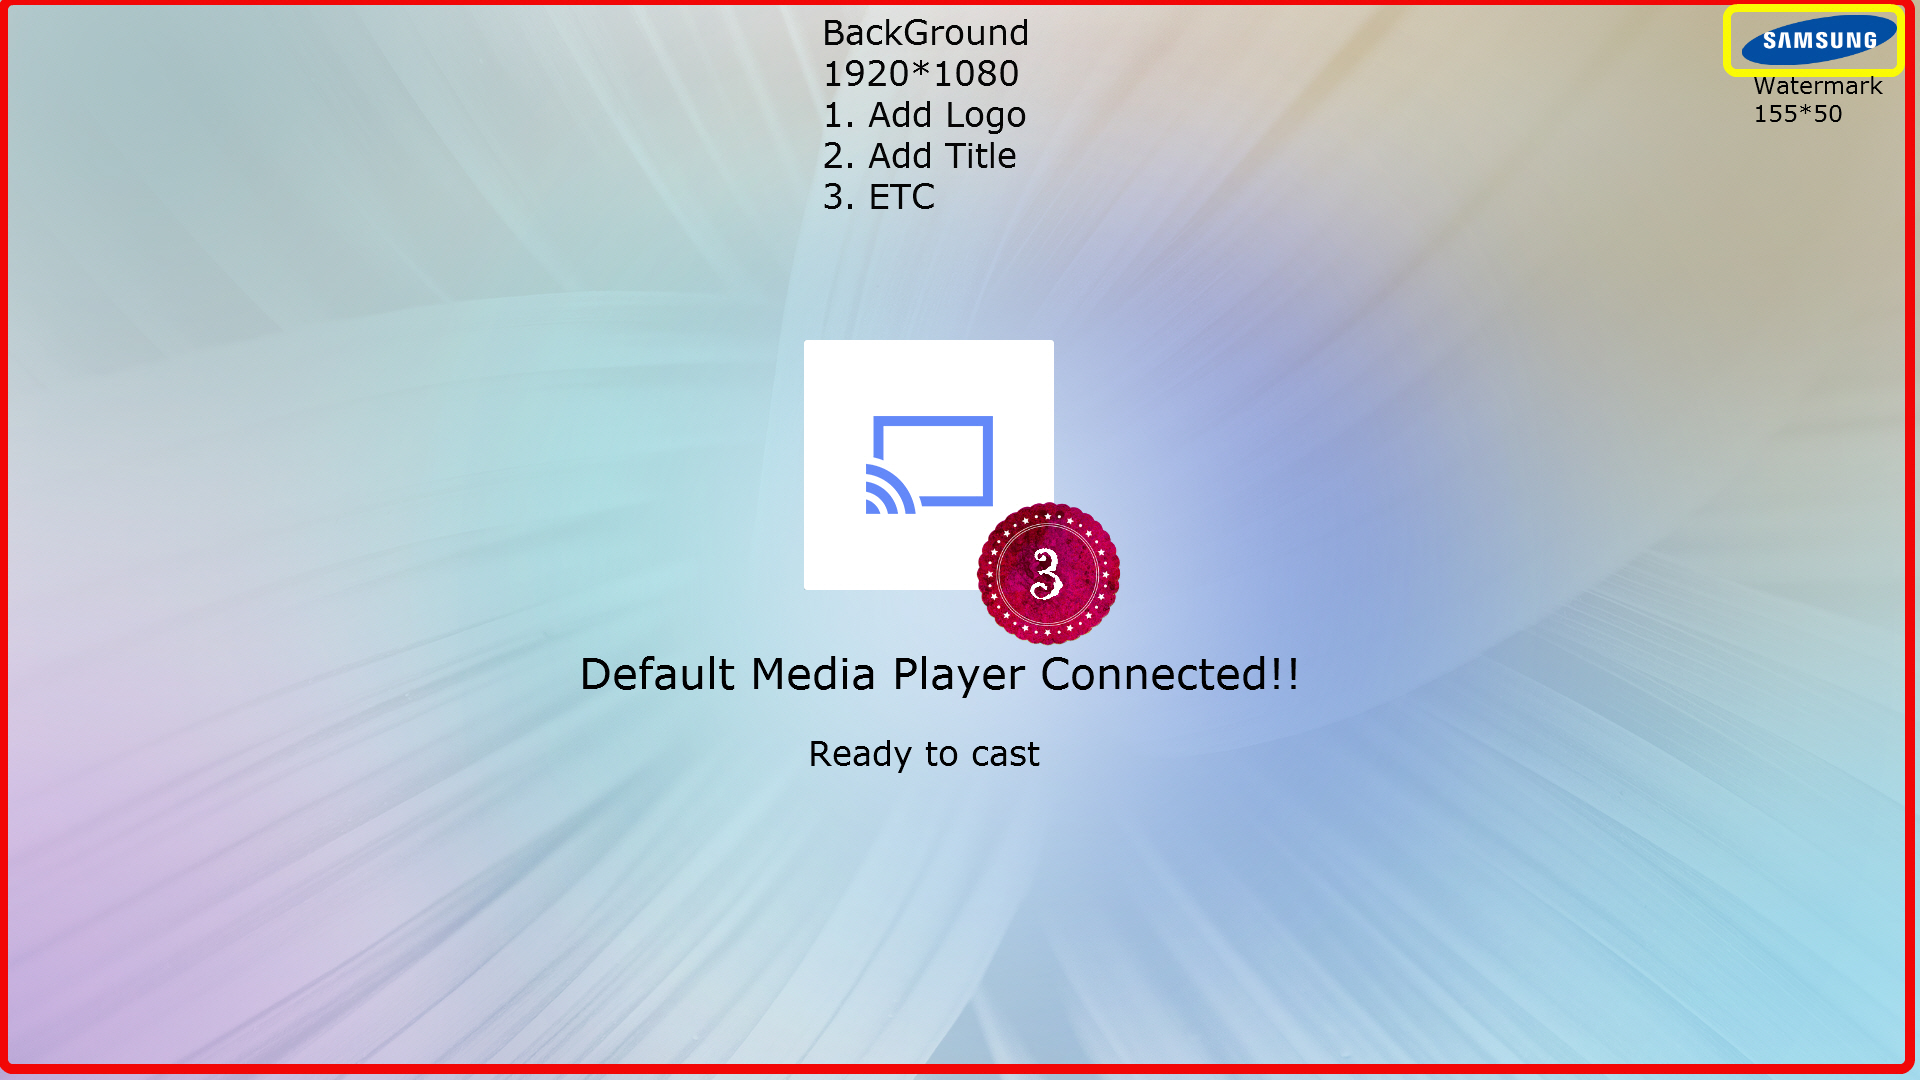 BackGround
1920*1080
1. Add Logo
2. Add Title
3. ETC
SAMSUNG
Watermark
155*50
3
Default Media Player Connected!!
Ready to cast